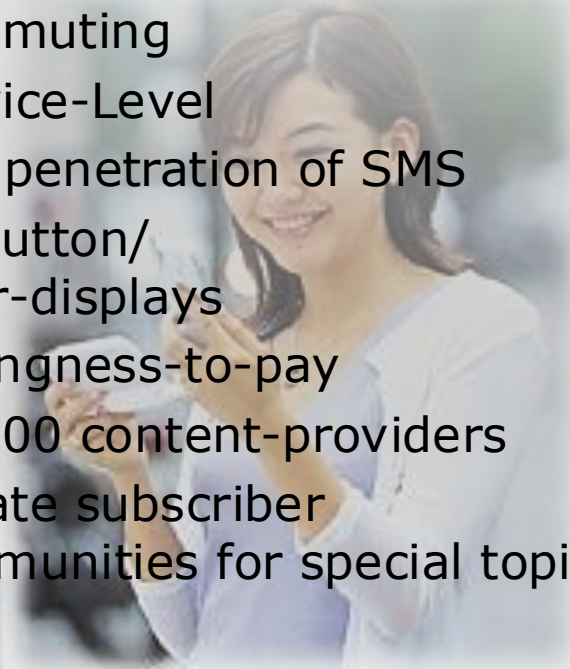 muting
ice-Level
penetration of SMS
utton/
r-displays
ngness-to-pay
00 content-providers
ate subscriber
munities for special topi